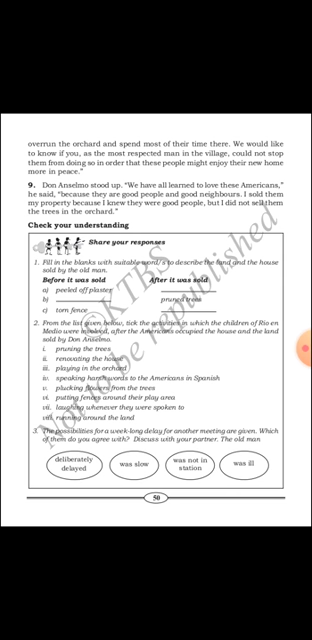 overrun the orchard and spend most of their time there. We would like
to know if you, as the most respected man in the village, could not stop
them from doing so in order that these people might enjoy their new home
more in peace."
9. Don Anselmo stood up. "We have all learned to love these Americans,"
he said, "because they are good people and good neighbours. I sold them
my property because I knew they were good people, but I did not sell them
the trees in the orchard."
Check your understanding
Share your responses
1. Fill in the blanks with suitable word/s to describe the land and the house
sold by the old man.
Before it was sold After it was sold
a) peeled off plaster ____________
b) ____________ pruned trees
c) torn fence ____________
2. From the list given below, tick the activities in which the children of Rio en
Medio were involved, after the Americans occupied the house and the land
sold by Don Anselmo.
i. pruning the trees
ii. renovating the house
iii. playing in the orchard
iv. speaking harsh words to the Americans in Spanish
v. plucking flowers from the trees
vi. putting fences around their play area
vii. laughing whenever they were spoken to
viii. running around the land
3. The possibilities for a week-long delay for another meeting are given. Which
of them do you agree with? Discuss with your partner. The old man
deliberately delayed
was slow
was not in station
was ill
50
©KTBS
Not to be republished